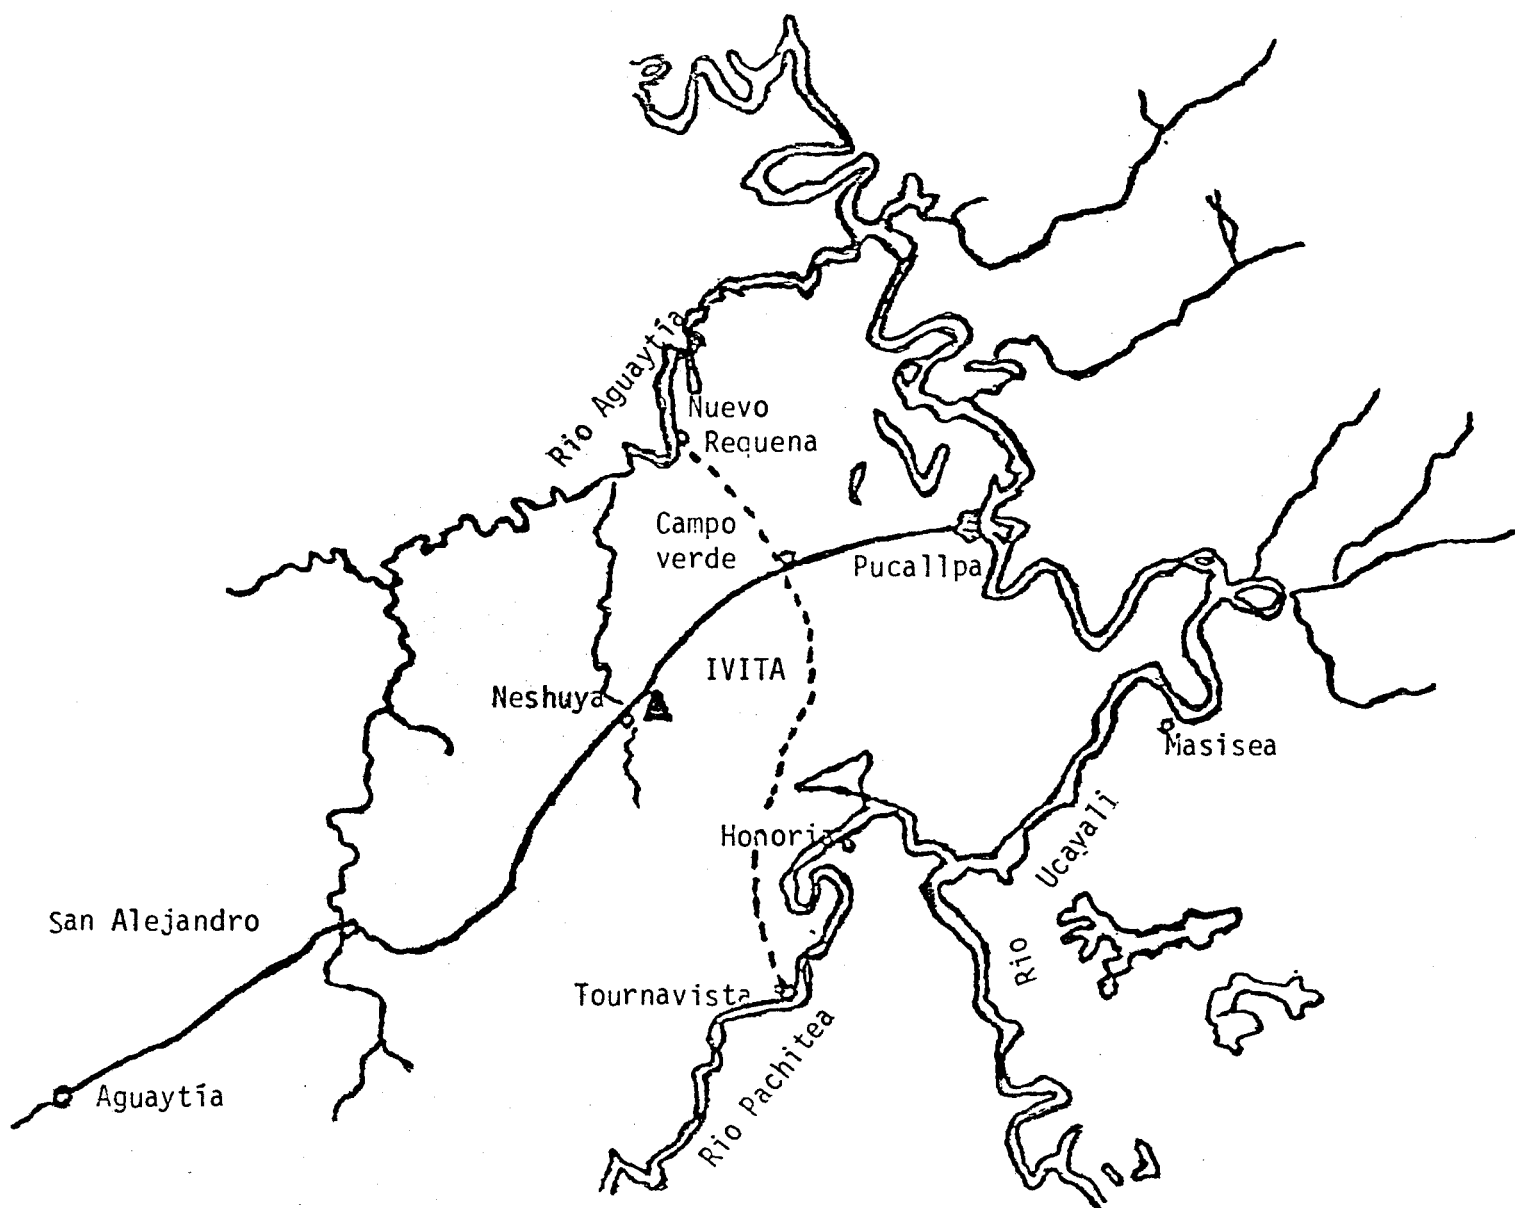 Rio Aguaytía
Nuevo
Requena
Campo
verde
Pucallpa
IVITA
Neshuya
Masisea
Honoria
Rio Ucayali
San Alejandro
Tournavista
Rio Pachitea
Aguaytía